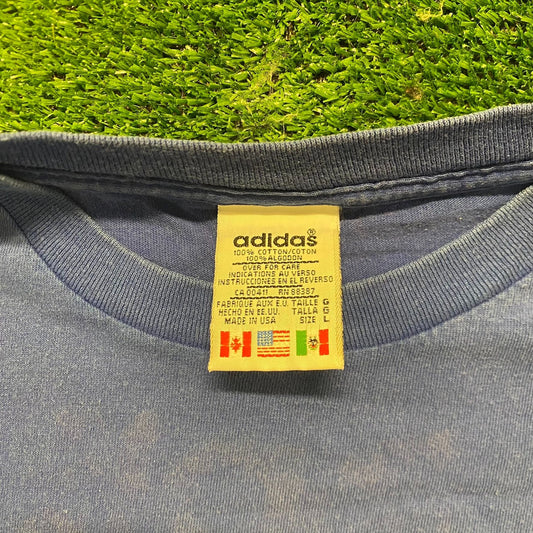 adidas®
100% COTTON/COTON
100% ALGODON
OVER FOR CARE
INDICATIONS AU VERSO
INSTRUCCIONES EN EL REVERSO
CA 00411 RN 88387
FABRIQUE AUX E.U. TAILLE G
HECHO EN EE.UU. TALLA G
MADE IN USA SIZE L